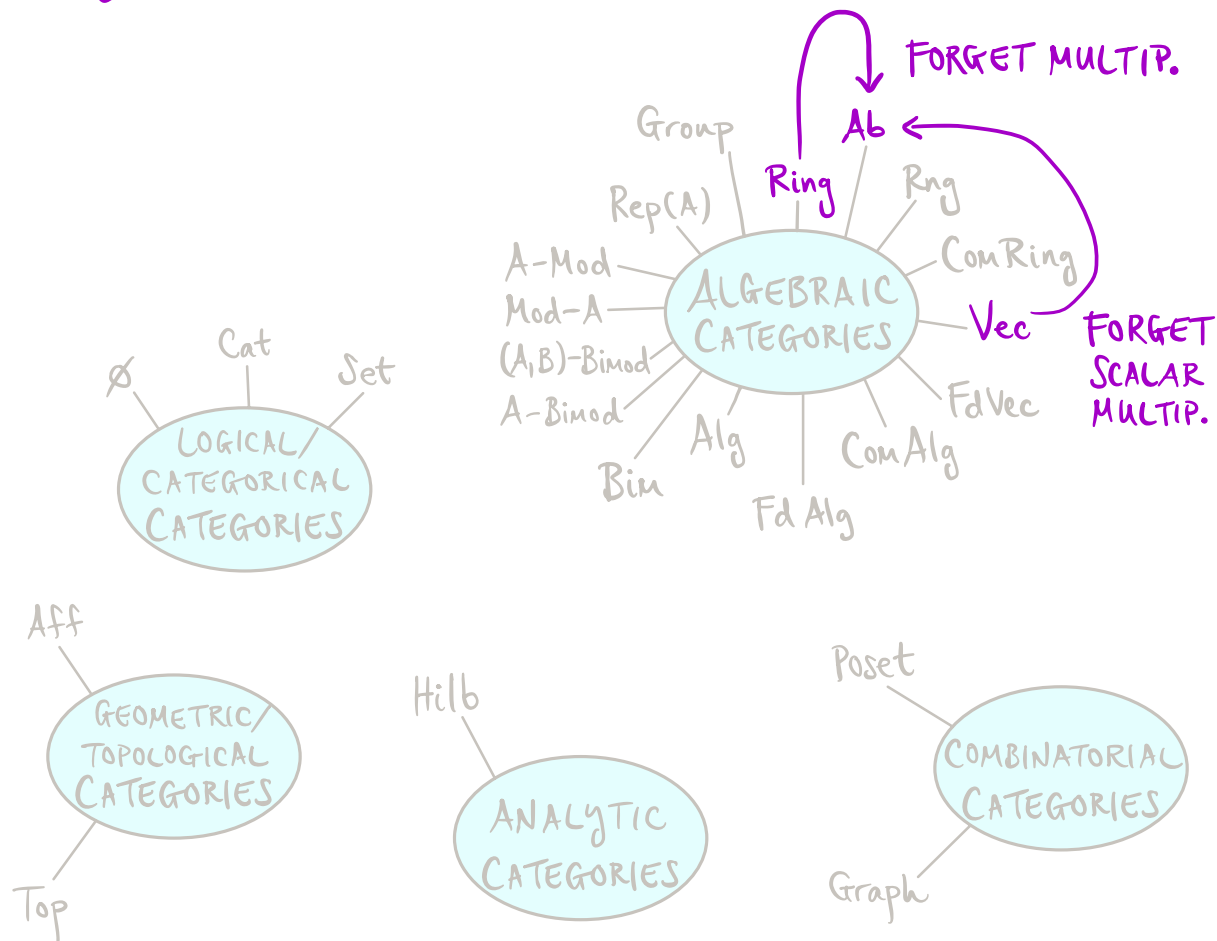 FORGET MULTIP.
Group
Ab
Ring
Rng
Rep(A)
A-Mod
ComRing
Mod-A
ALGEBRAIC
CATEGORIES
Vec
FORGET
SCALAR
MULTIP.
(A,B)-Bimod
A-Bimod
FdVec
Alg
ComAlg
Bim
Fd Alg
Ø
Cat
Set
LOGICAL/
CATEGORICAL
CATEGORIES
Aff
GEOMETRIC/
TOPOLOGICAL
CATEGORIES
Top
Hilb
ANALYTIC
CATEGORIES
Poset
COMBINATORIAL
CATEGORIES
Graph